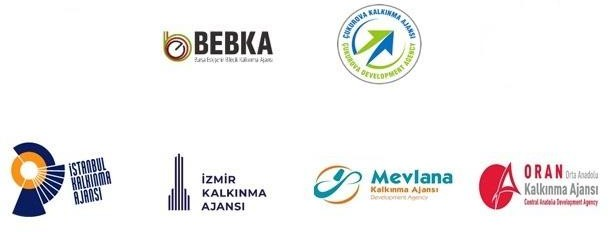 BEBKA
Bursa Eskişehir Bilecik Kalkınma Ajansı
ÇUKUROVA KALKINMA AJANSI
ÇUKUROVA DEVELOPMENT AGENCY
İSTANBUL
KALKINMA
AJANSI
İZMİR
KALKINMA
AJANSI
Mevlana
Kalkınma Ajansı
Development Agency
ORAN Orta Anadolu
Kalkınma Ajansı
Central Anatolia Development Agency